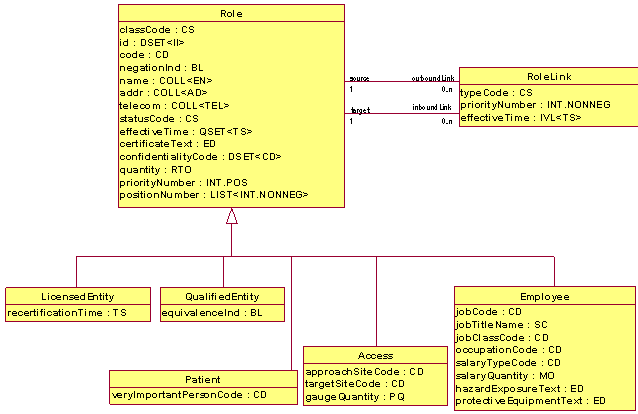 Role
classCode : CS
id : DSET<II>
code : CD
negationInd : BL
name : COLL<EN>
addr : COLL<AD>
telecom : COLL<TEL>
statusCode : CS
effectiveTime : QSET<TS>
certificateText : ED
confidentialityCode : DSET<CD>
quantity : RTO
priorityNumber : INT.POS
positionNumber : LIST<INT.NONNEG>
source outboundLink
1 0..n
target inboundLink
1 0..n
RoleLink
typeCode : CS
priorityNumber : INT.NONNEG
effectiveTime : IVL<TS>
LicensedEntity
recertificationTime : TS
QualifiedEntity
equivalenceInd : BL
Patient
veryImportantPersonCode : CD
Access
approachSiteCode : CD
targetSiteCode : CD
gaugeQuantity : PQ
Employee
jobCode : CD
jobTitleName : SC
jobClassCode : CD
occupationCode : CD
salaryTypeCode : CD
salaryQuantity : MO
hazardExposureText : ED
protectiveEquipmentText : ED